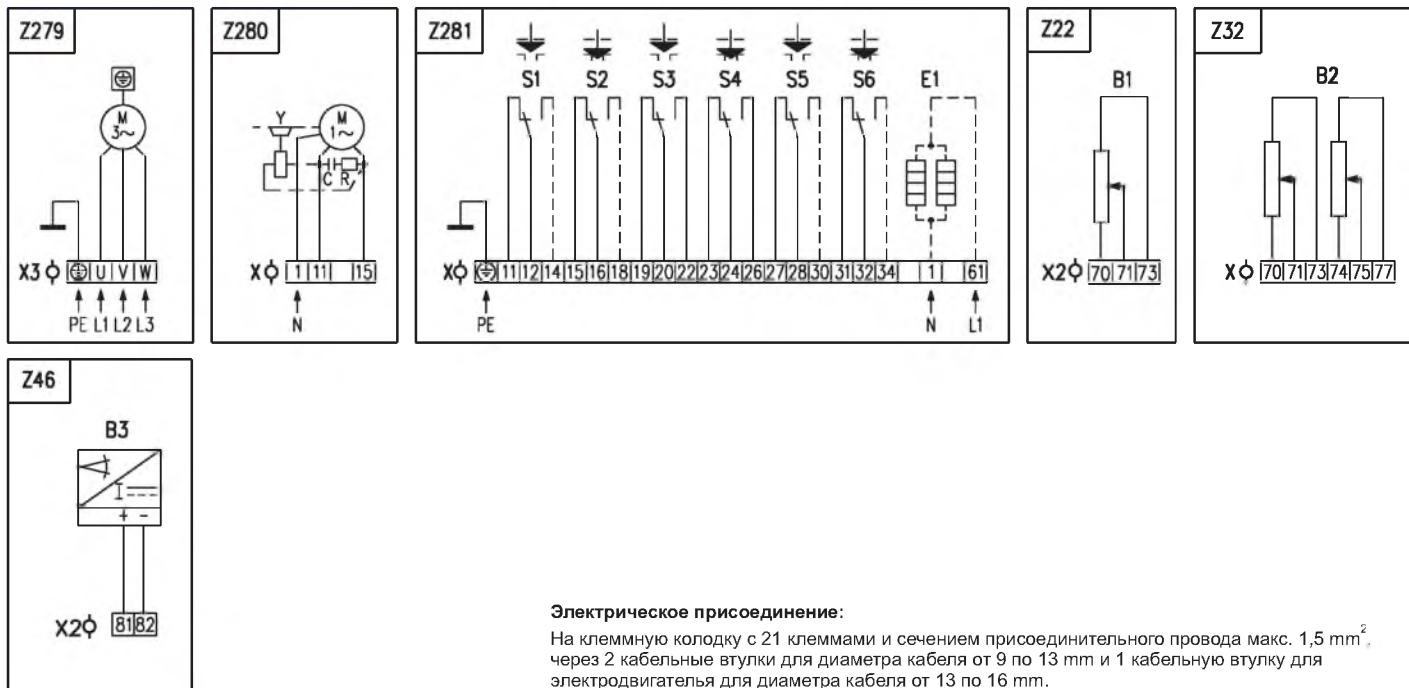 Z279
M
3~
X3 U V W
PE L1 L2 L3
Z280
Y
M
1~
C R
X 1 11 15
N
Z281
S1 S2 S3 S4 S5 S6 E1
X 11 12 14 15 16 18 19 20 22 23 24 26 27 28 30 31 32 34 1 61
PE N L1
Z22
B1
X2 70 71 73
Z32
B2
X 70 71 73 74 75 77
Z46
B3
I
+ -
X2 81 82
Электрическое присоединение:
На клеммную колодку с 21 клеммами и сечением присоединительного провода макс. 1,5 mm²,
через 2 кабельные втулки для диаметра кабеля от 9 по 13 mm и 1 кабельную втулку для
электродвигателья для диаметра кабеля от 13 по 16 mm.